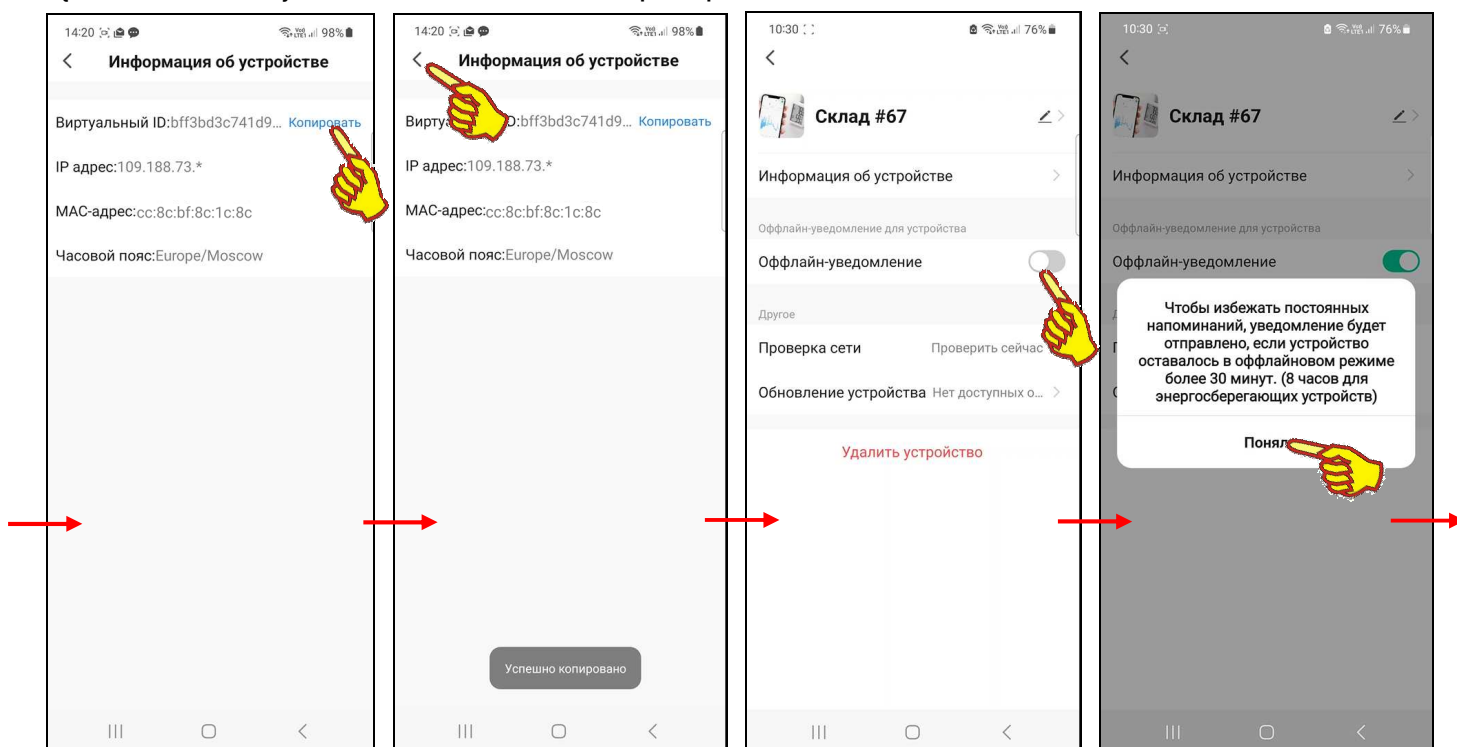 14:20 98%
Информация об устройстве
Виртуальный ID:bff3bd3c741d9... Копировать
IP адрес:109.188.73.*
МАС-адрес:cc:8c:bf:8c:1c:8c
Часовой пояс:Europe/Moscow
14:20 98%
Информация об устройстве
D:bff3bd3c741d9... Копировать
IP адрес:109.188.73.*
МАС-адрес:cc:8c:bf:8c:1c:8c
Часовой пояс:Europe/Moscow
Успешно копировано
10:30 76%
Склад #67
Информация об устройстве
Оффлайн-уведомление для устройства
Оффлайн-уведомление
Другое
Проверка сети Проверить сейчас
Обновление устройства Нет доступных о...
Удалить устройство
10:30 76%
Склад #67
Информация об устройстве
Оффлайн-уведомление для устройства
Оффлайн-уведомление
Чтобы избежать постоянных
напоминаний, уведомление будет
отправлено, если устройство
оставалось в оффлайновом режиме
более 30 минут. (8 часов для
энергосберегающих устройств)
Понял